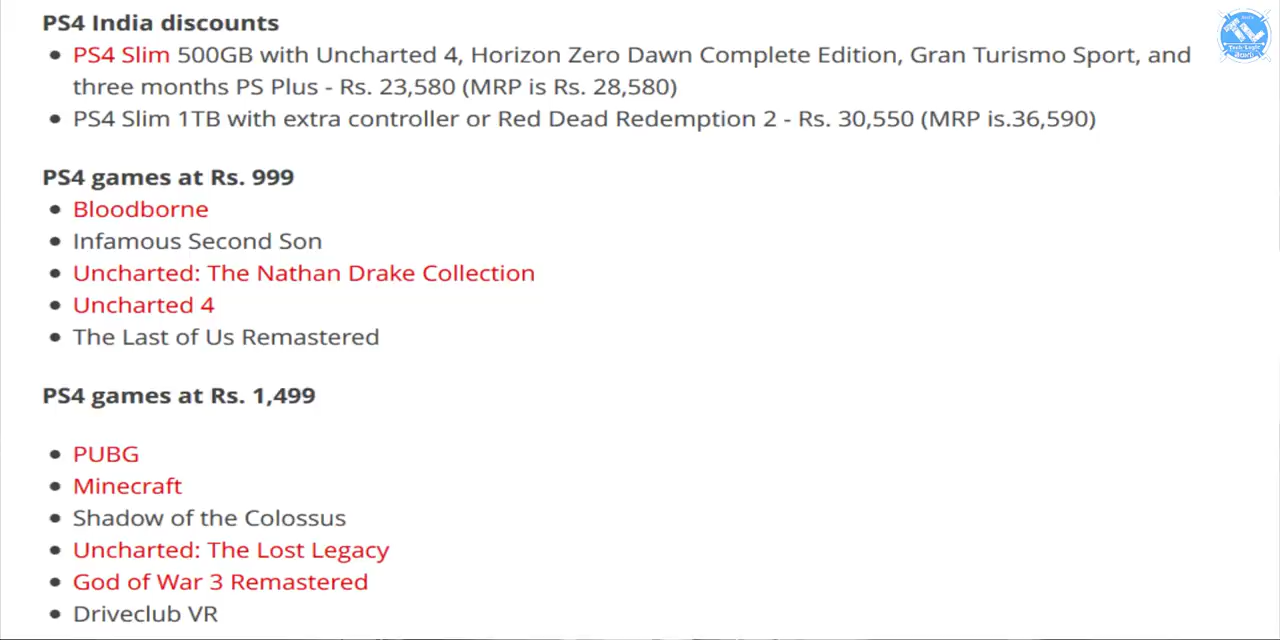 PS4 India discounts
• PS4 Slim 500GB with Uncharted 4, Horizon Zero Dawn Complete Edition, Gran Turismo Sport, and
three months PS Plus - Rs. 23,580 (MRP is Rs. 28,580)
• PS4 Slim 1TB with extra controller or Red Dead Redemption 2 - Rs. 30,550 (MRP is.36,590)
PS4 games at Rs. 999
• Bloodborne
• Infamous Second Son
• Uncharted: The Nathan Drake Collection
• Uncharted 4
• The Last of Us Remastered
PS4 games at Rs. 1,499
• PUBG
• Minecraft
• Shadow of the Colossus
• Uncharted: The Lost Legacy
• God of War 3 Remastered
• Driveclub VR